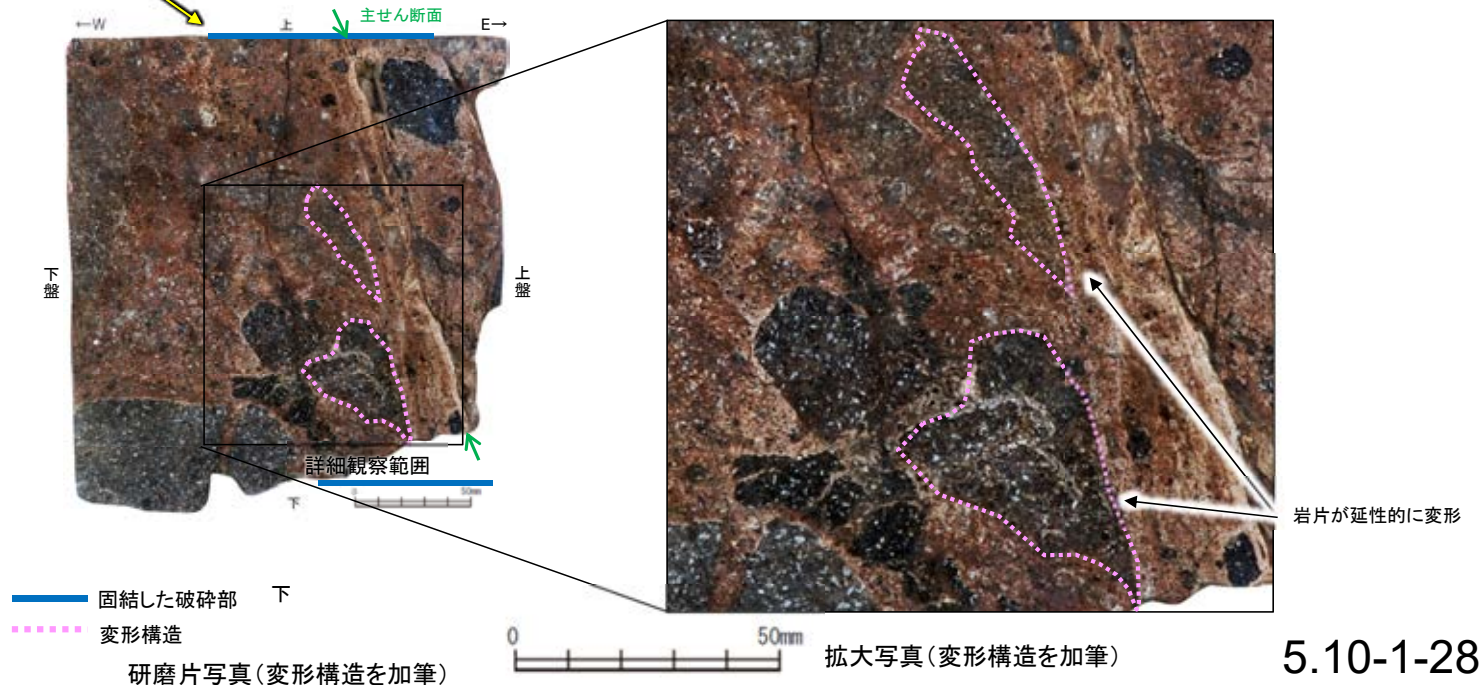 ←W
上
主せん断面
E→
下盤
上盤
詳細観察範囲
50mm
下
岩片が延性的に変形
固結した破砕部
下
変形構造
研磨片写真(変形構造を加筆)
0
50mm
拡大写真(変形構造を加筆)
5.10-1-28